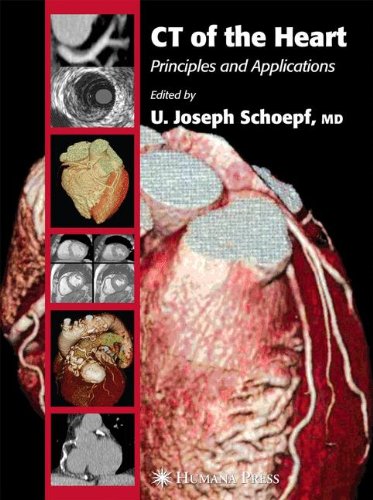 CT of the Heart
Principles and Applications
Edited by
U. Joseph Schoepf, MD
HUMANA PRESS